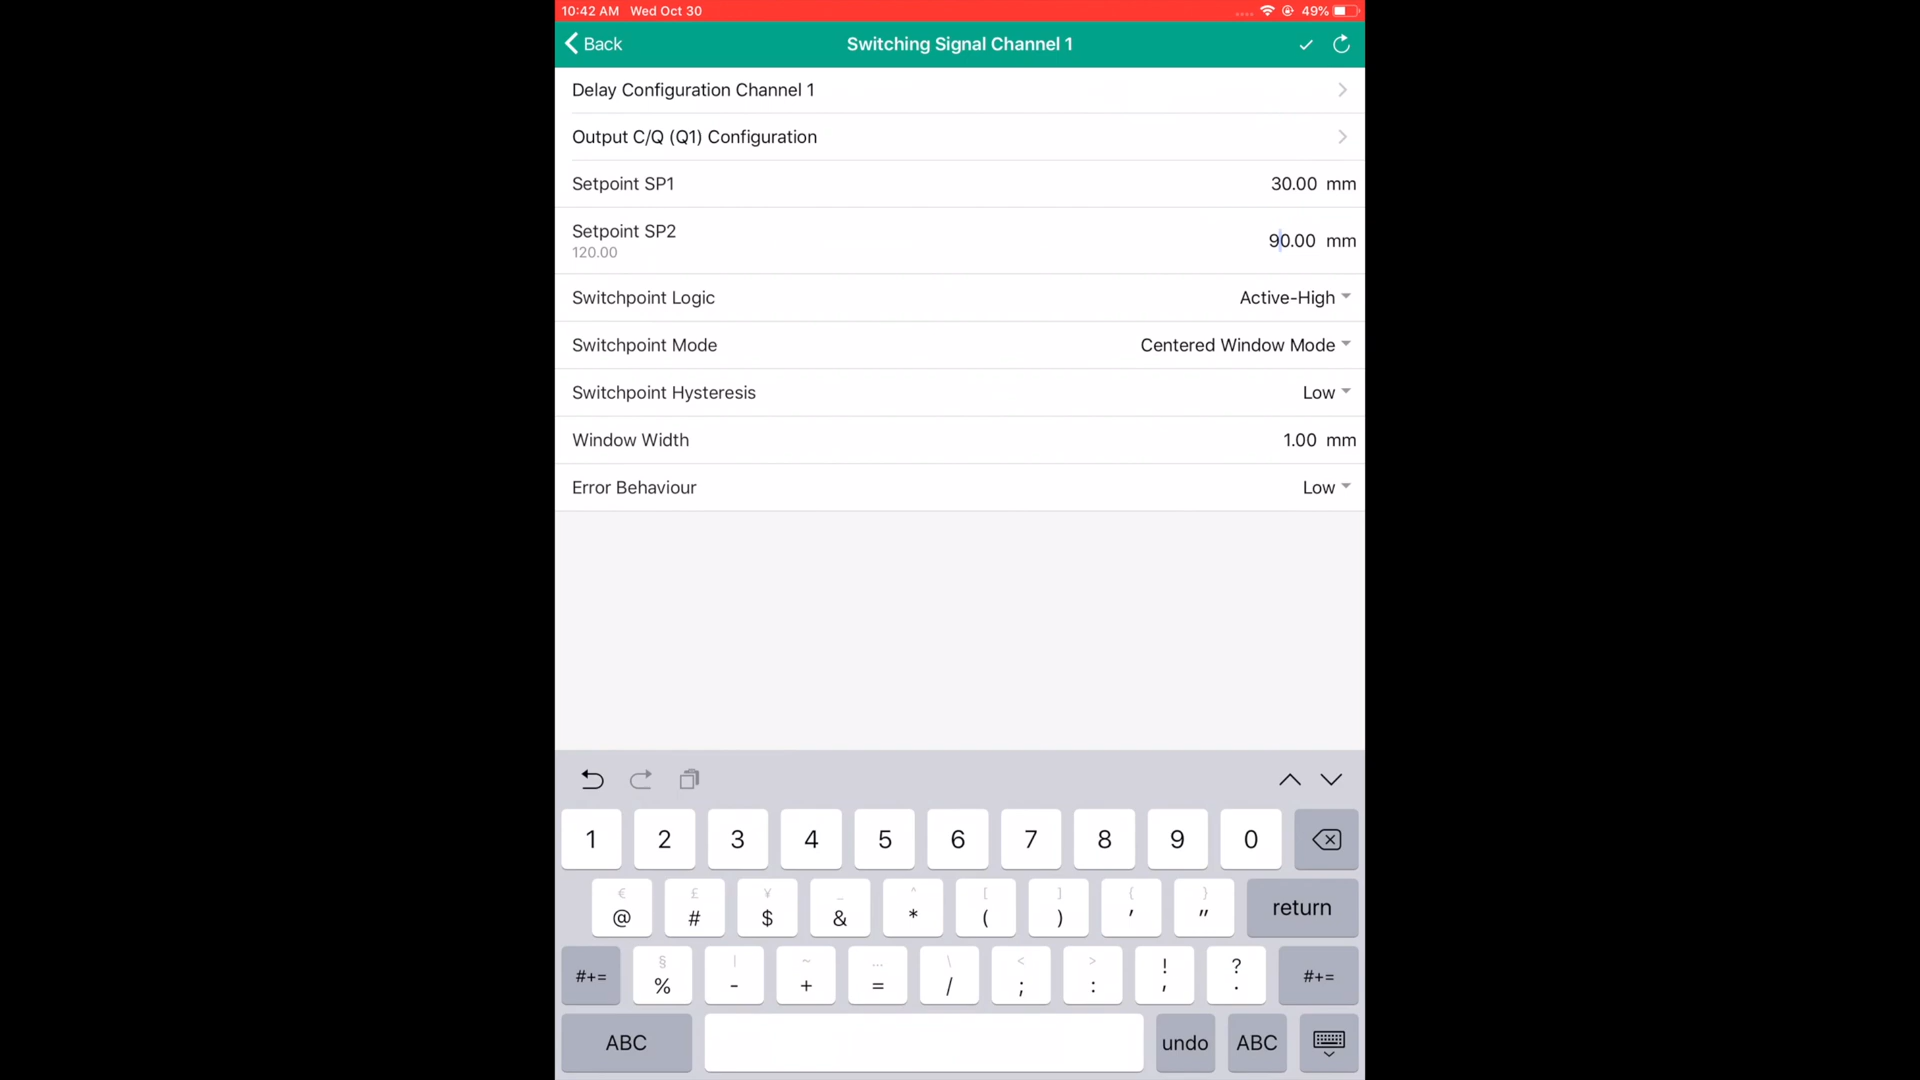 10:42 AM Wed Oct 30 49%
Back Switching Signal Channel 1
Delay Configuration Channel 1
Output C/Q (Q1) Configuration
Setpoint SP1 30.00 mm
Setpoint SP2 90.00 mm
120.00
Switchpoint Logic Active-High
Switchpoint Mode Centered Window Mode
Switchpoint Hysteresis Low
Window Width 1.00 mm
Error Behaviour Low
1 2 3 4 5 6 7 8 9 0
€ £ ¥ _ ^ [ ] { }
@ # $ & * ( ) ' " return
§ | ~ … \ < > ! ?
#+= % - + = / ; : , . #+=
ABC undo ABC